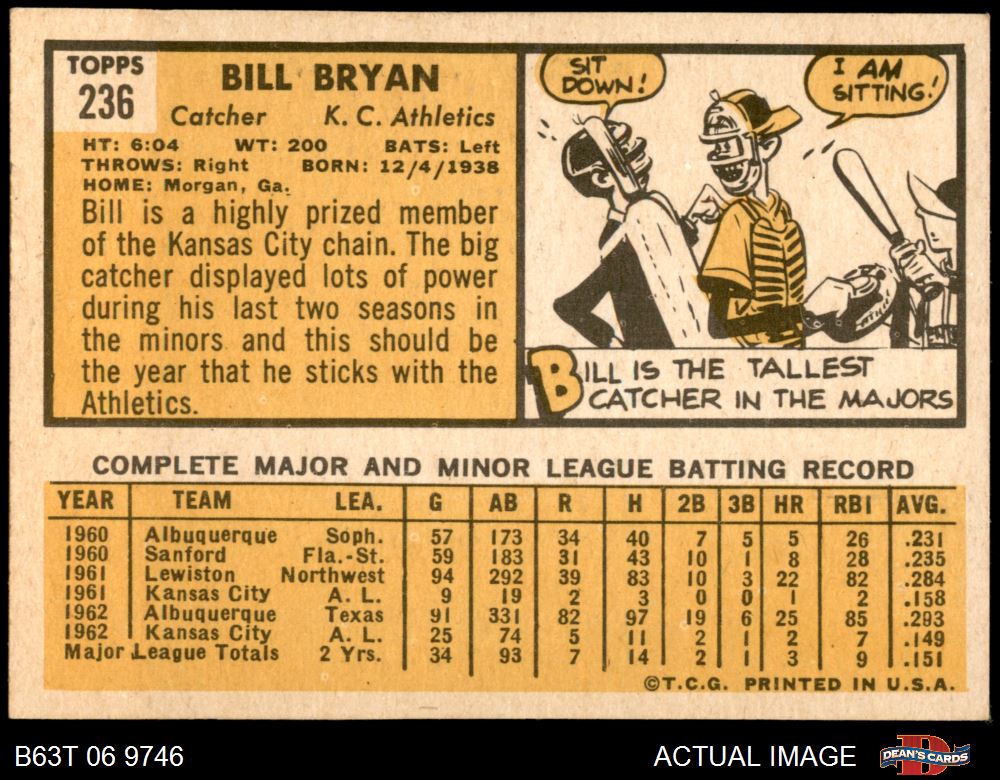 TOPPS
236
BILL BRYAN
Catcher K. C. Athletics
HT: 6:04 WT: 200 BATS: Left
THROWS: Right BORN: 12/4/1938
HOME: Morgan, Ga.
Bill is a highly prized member
of the Kansas City chain. The big
catcher displayed lots of power
during his last two seasons in
the minors and this should be
the year that he sticks with the
Athletics.
SIT
DOWN!
I AM
SITTING!
BILL IS THE TALLEST
CATCHER IN THE MAJORS
COMPLETE MAJOR AND MINOR LEAGUE BATTING RECORD
YEAR TEAM LEA. G AB R H 2B 3B HR RBI AVG.
1960 Albuquerque Soph. 57 173 34 40 7 5 5 26 .231
1960 Sanford Fla.-St. 59 183 31 43 10 1 8 28 .235
1961 Lewiston Northwest 94 292 39 83 10 3 22 82 .284
1961 Kansas City A. L. 9 19 2 3 0 0 1 2 .158
1962 Albuquerque Texas 91 331 82 97 19 6 25 85 .293
1962 Kansas City A. L. 25 74 5 11 2 1 2 7 .149
Major League Totals 2 Yrs. 34 93 7 14 2 1 3 9 .151
©T.C.G. PRINTED IN U.S.A.
B63T 06 9746 ACTUAL IMAGE DEAN'S CARDS